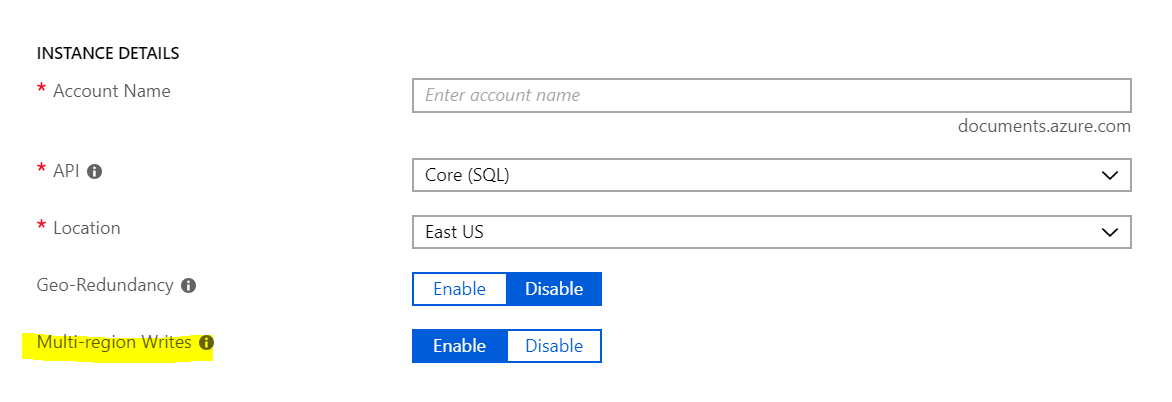 INSTANCE DETAILS
* Account Name
Enter account name
documents.azure.com
* API
Core (SQL)
* Location
East US
Geo-Redundancy
Enable Disable
Multi-region Writes
Enable Disable